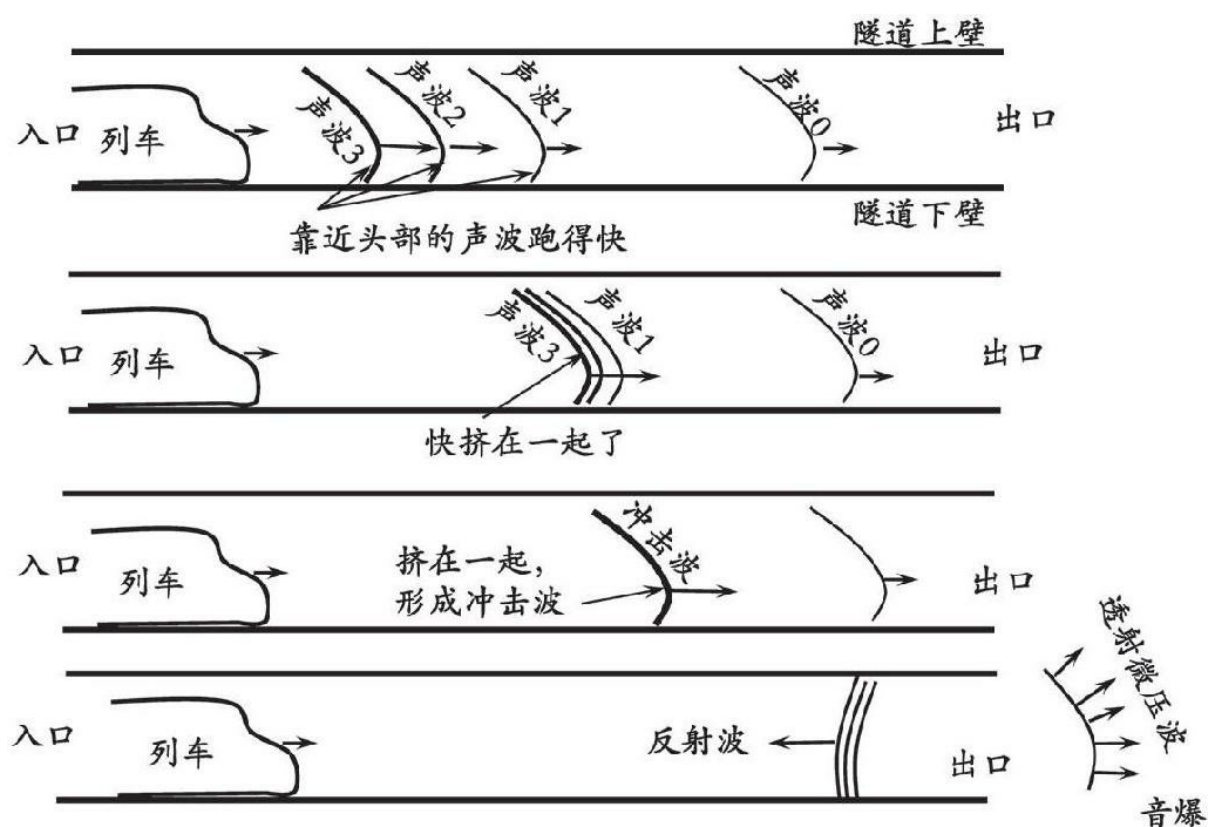 隧道上壁
入口
列车
声波3
声波2
声波1
声波0
出口
隧道下壁
靠近头部的声波跑得快
入口
列车
声波3
声波1
声波0
出口
快挤在一起了
入口
列车
挤在一起，
形成冲击波
冲击波
出口
入口
列车
反射波
出口
透射微压波
音爆